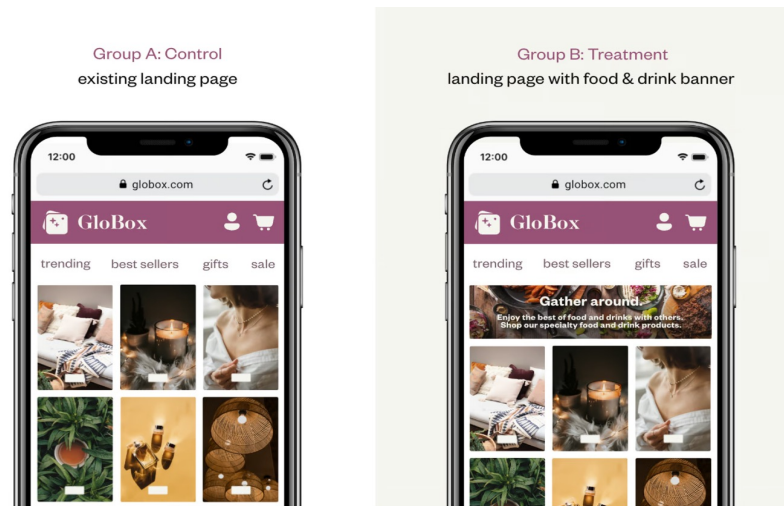 Group A: Control
existing landing page
12:00
globox.com
GloBox
trending best sellers gifts sale
Group B: Treatment
landing page with food & drink banner
12:00
globox.com
GloBox
trending best sellers gifts sale
Gather around.
Enjoy the best of food and drinks with others.
Shop our specialty food and drink products.